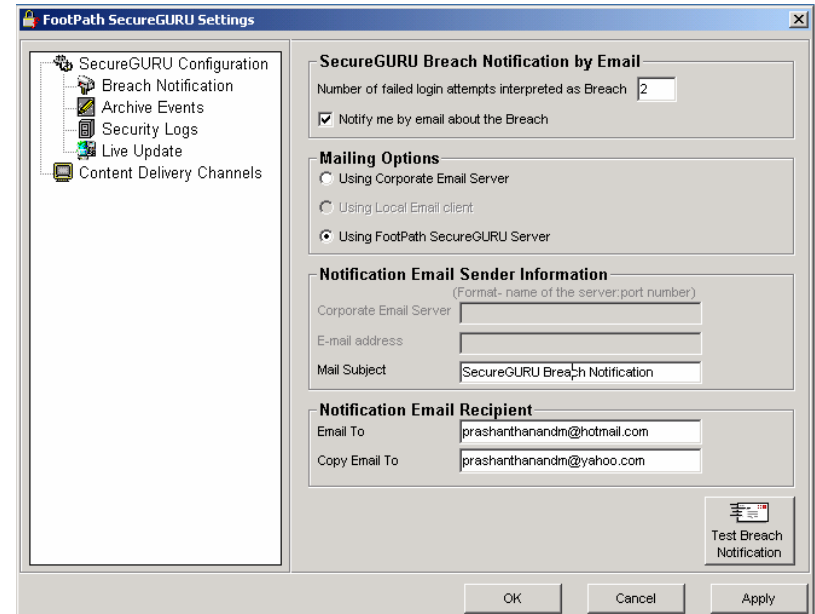 FootPath SecureGURU Settings
SecureGURU Configuration
Breach Notification
Archive Events
Security Logs
Live Update
Content Delivery Channels
SecureGURU Breach Notification by Email
Number of failed login attempts interpreted as Breach 2
Notify me by email about the Breach
Mailing Options
Using Corporate Email Server
Using Local Email client
Using FootPath SecureGURU Server
Notification Email Sender Information
(Format- name of the server:port number)
Corporate Email Server
E-mail address
Mail Subject SecureGURU Breach Notification
Notification Email Recipient
Email To prashanthanandm@hotmail.com
Copy Email To prashanthanandm@yahoo.com
Test Breach
Notification
OK Cancel Apply